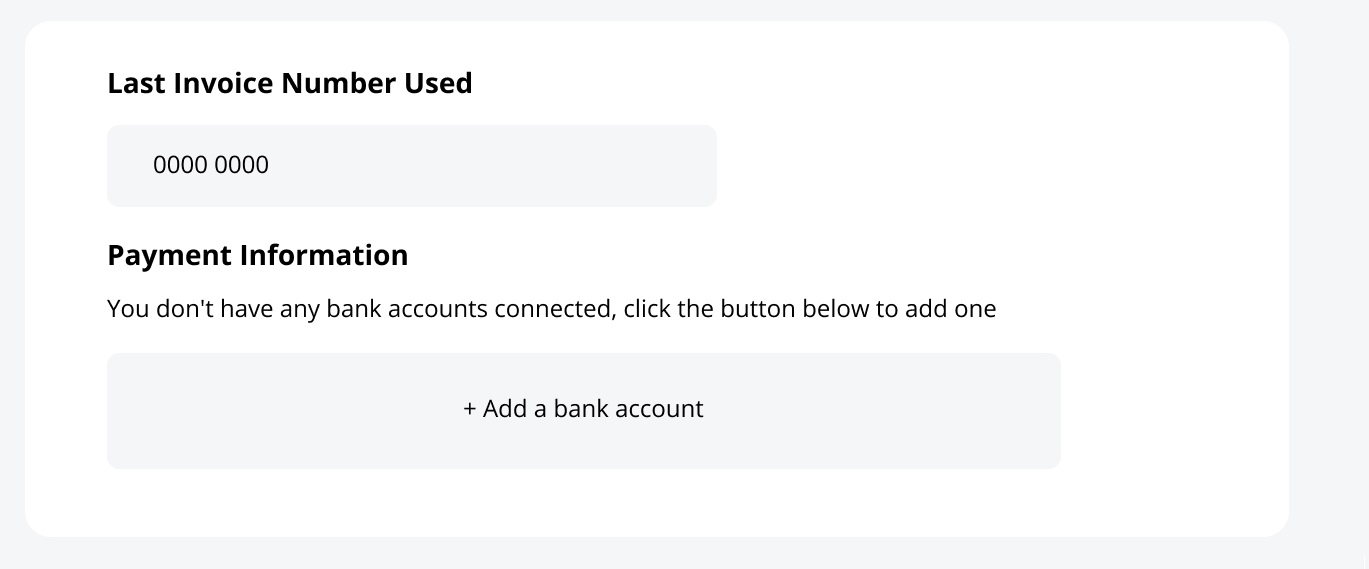 Last Invoice Number Used
0000 0000
Payment Information
You don't have any bank accounts connected, click the button below to add one
+ Add a bank account